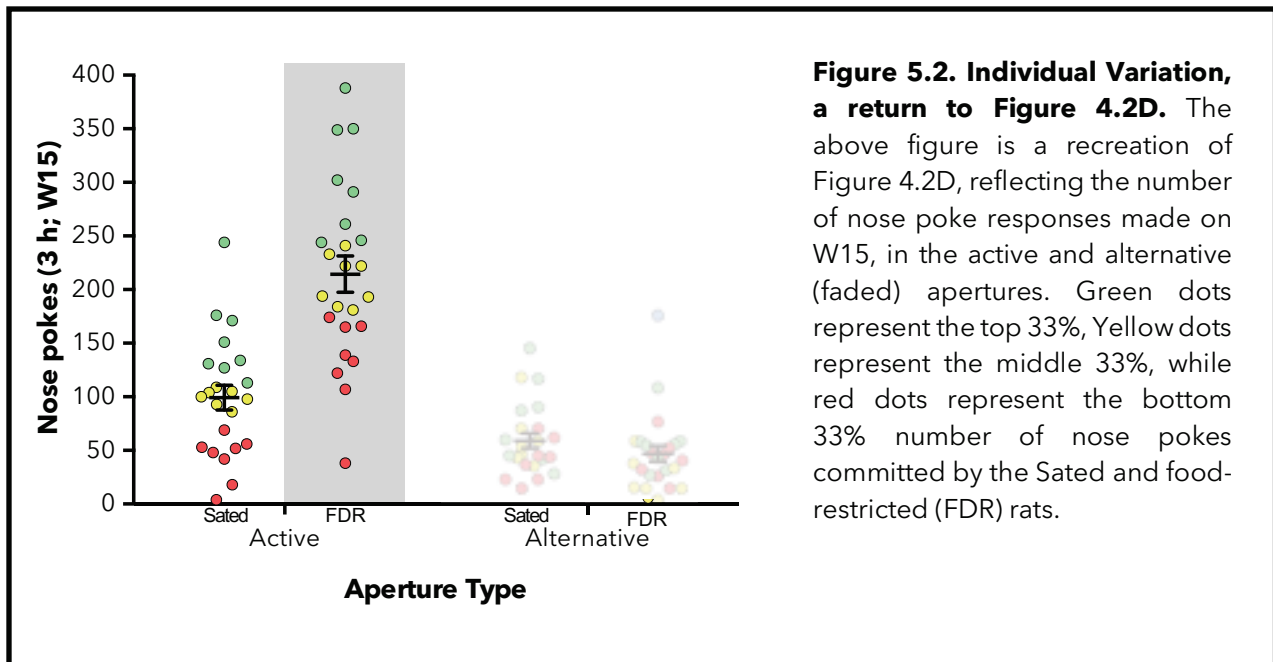 400
350
300
250
200
150
100
50
0
Nose pokes (3 h; W15)
Sated FDR Sated FDR
Active Alternative
Aperture Type
Figure 5.2. Individual Variation,
a return to Figure 4.2D. The
above figure is a recreation of
Figure 4.2D, reflecting the number
of nose poke responses made on
W15, in the active and alternative
(faded) apertures. Green dots
represent the top 33%, Yellow dots
represent the middle 33%, while
red dots represent the bottom
33% number of nose pokes
committed by the Sated and food-
restricted (FDR) rats.